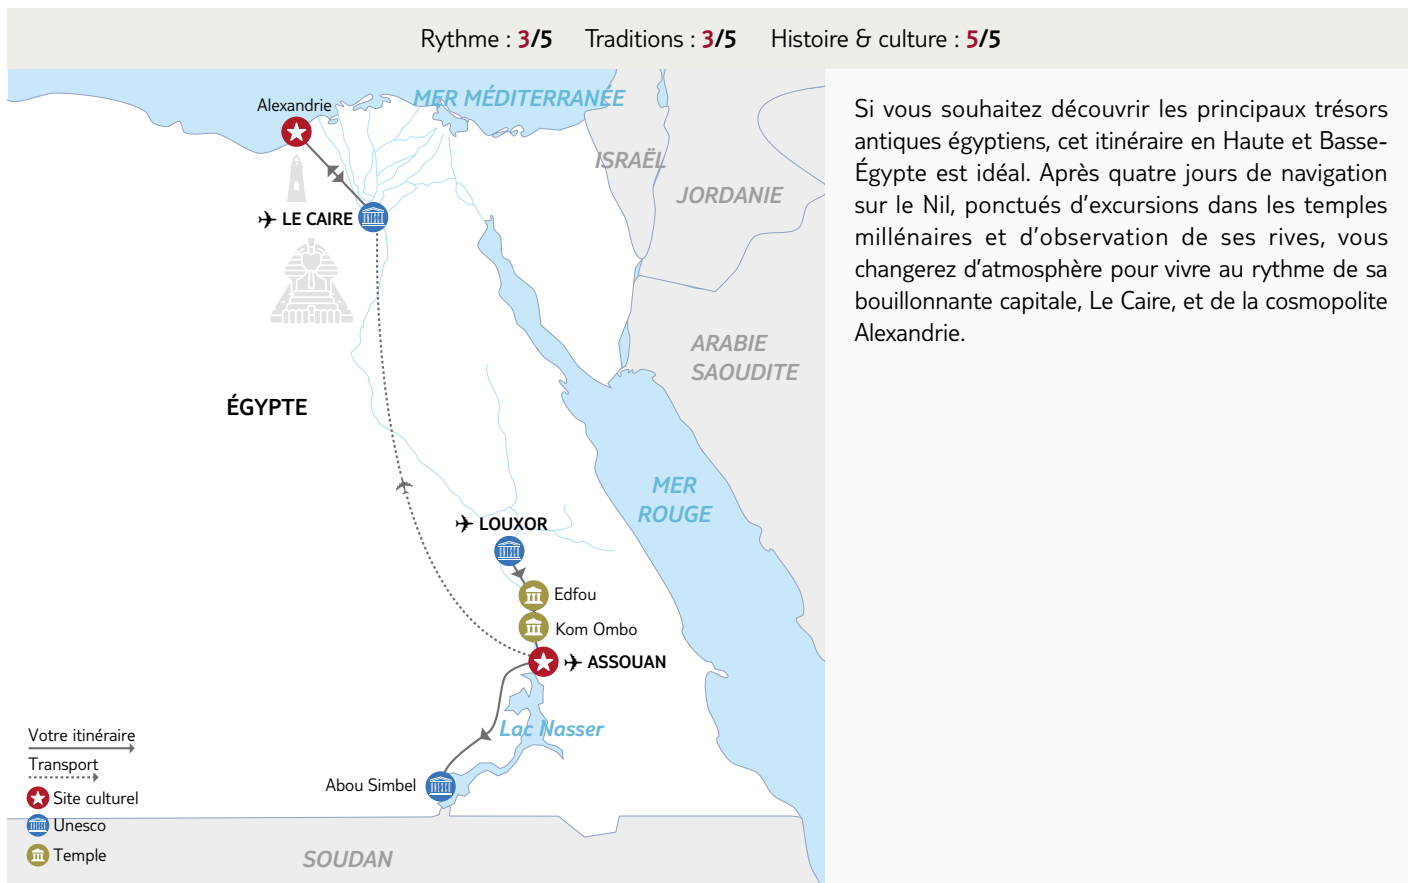 Rythme : 3/5 Traditions : 3/5 Histoire & culture : 5/5
MER MÉDITERRANÉE
Alexandrie
ISRAËL
JORDANIE
LE CAIRE
ARABIE
SAOUDITE
ÉGYPTE
MER
ROUGE
LOUXOR
Edfou
Kom Ombo
ASSOUAN
Lac Nasser
Abou Simbel
SOUDAN
Votre itinéraire
Transport
Site culturel
Unesco
Temple
Si vous souhaitez découvrir les principaux trésors
antiques égyptiens, cet itinéraire en Haute et Basse-
Égypte est idéal. Après quatre jours de navigation
sur le Nil, ponctués d'excursions dans les temples
millénaires et d'observation de ses rives, vous
changerez d'atmosphère pour vivre au rythme de sa
bouillonnante capitale, Le Caire, et de la cosmopolite
Alexandrie.